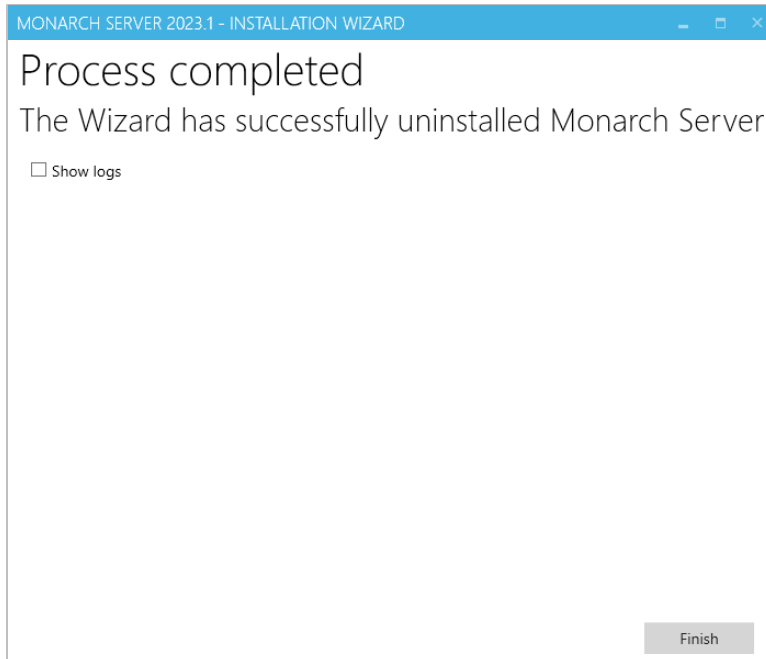 MONARCH SERVER 2023.1 - INSTALLATION WIZARD
Process completed
The Wizard has successfully uninstalled Monarch Server
Show logs
Finish